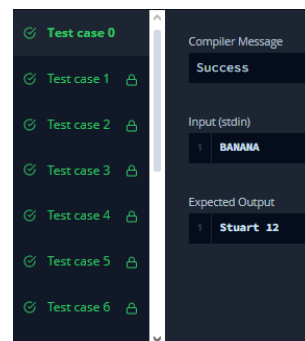 Test case 0
Test case 1
Test case 2
Test case 3
Test case 4
Test case 5
Test case 6
Compiler Message
Success
Input (stdin)
1 BANANA
Expected Output
1 Stuart 12